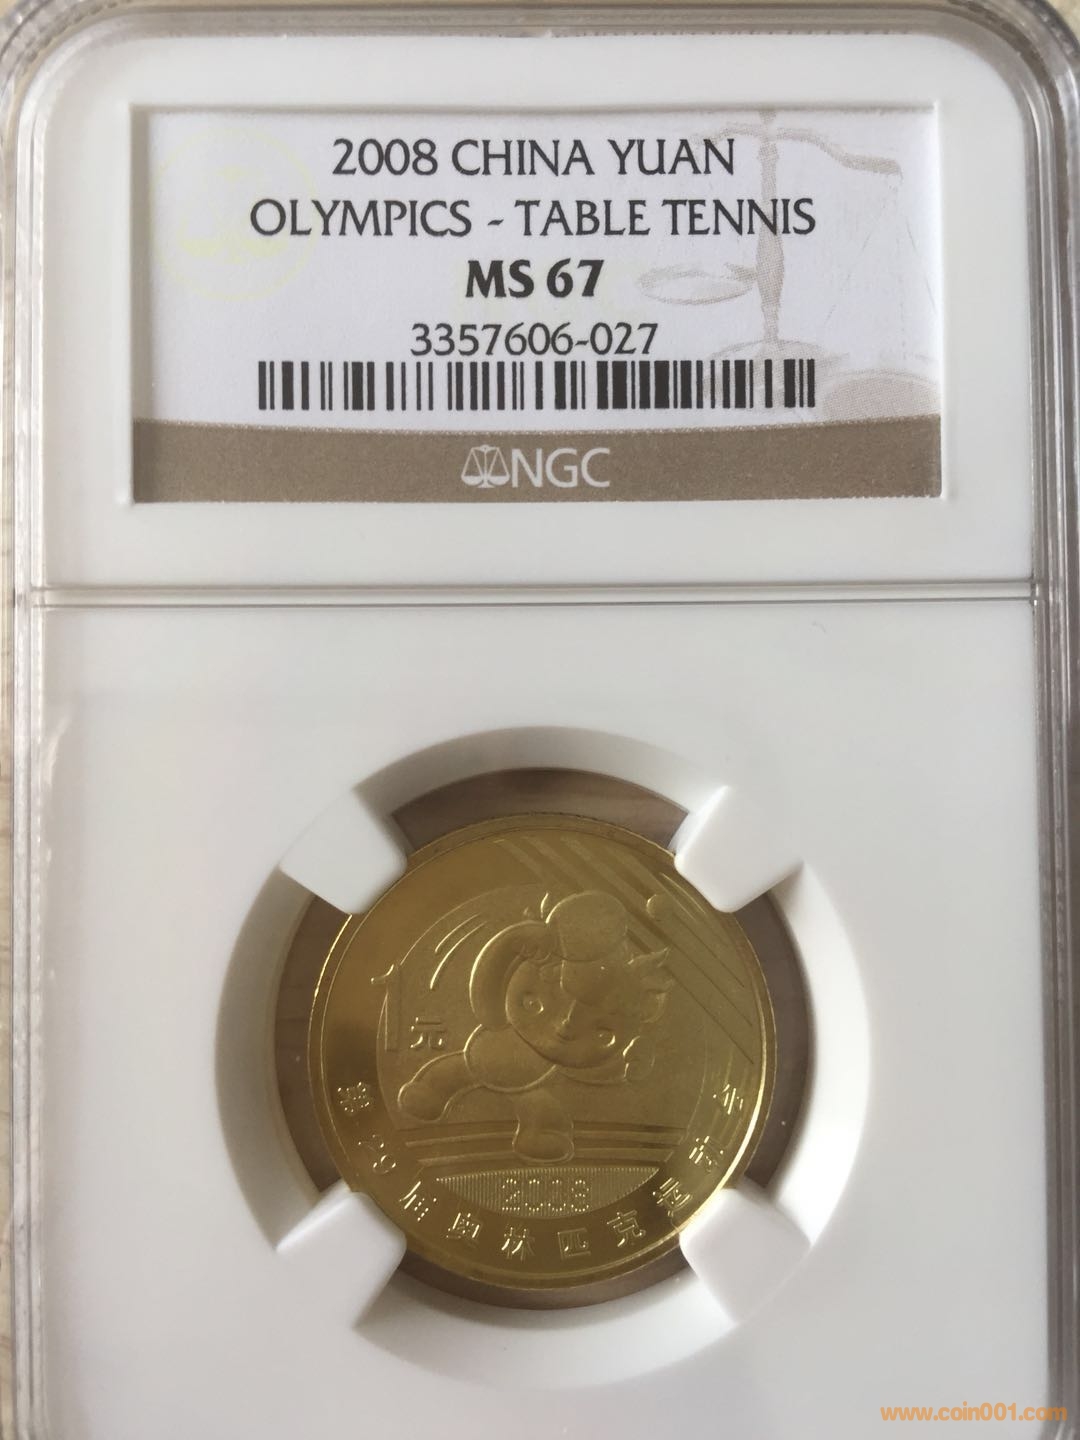 2008 CHINA YUAN
OLYMPICS - TABLE TENNIS
MS 67
3357606-027
NGC
1元
2008
第29届奥林匹克运动会
www.coin001.com